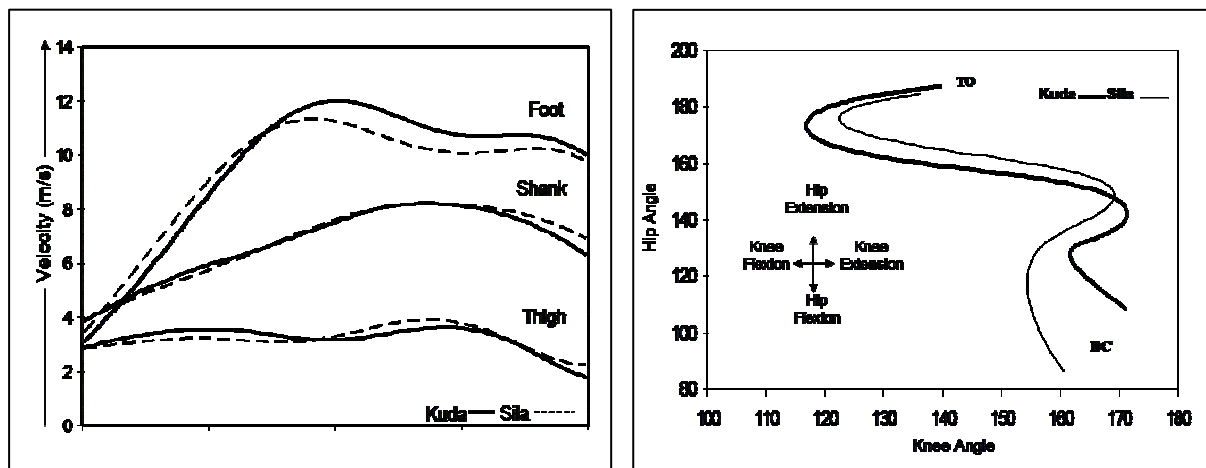 14
12
10
8
6
4
2
0
Velocity (m/s)
Foot
Shank
Thigh
Kuda Sila
200
180
160
140
120
100
80
Hip Angle
TO
Kuda Sila
Hip
Extension
Knee Knee
Flexion Extension
Hip
Flexion
BC
100 110 120 130 140 150 160 170 180
Knee Angle